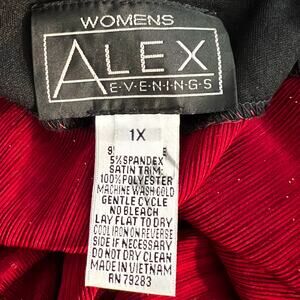 WOMENS
ALEX
E·V·E·N·I·N·G·S
1X
5% SPANDEX
SATIN TRIM:
100% POLYESTER
MACHINE WASH COLD
GENTLE CYCLE
NO BLEACH
LAY FLAT TO DRY
COOL IRON ON REVERSE
SIDE IF NECESSARY
DO NOT DRY CLEAN
MADE IN VIETNAM
RN 79283